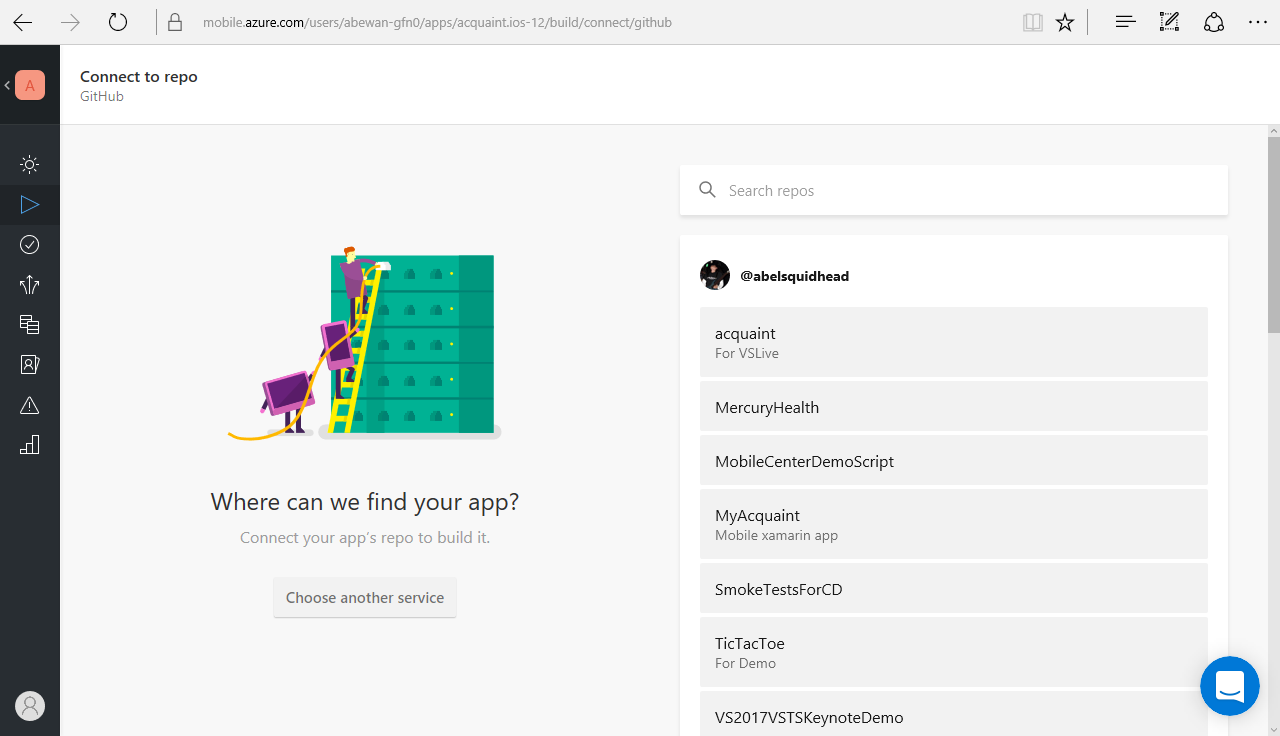 mobile.azure.com/users/abewan-gfn0/apps/acquaint.ios-12/build/connect/github
A
Connect to repo
GitHub
Search repos
@abelsquidhead
acquaint
For VSLive
MercuryHealth
MobileCenterDemoScript
MyAcquaint
Mobile xamarin app
SmokeTestsForCD
TicTacToe
For Demo
VS2017VSTSKeynoteDemo
Where can we find your app?
Connect your app’s repo to build it.
Choose another service